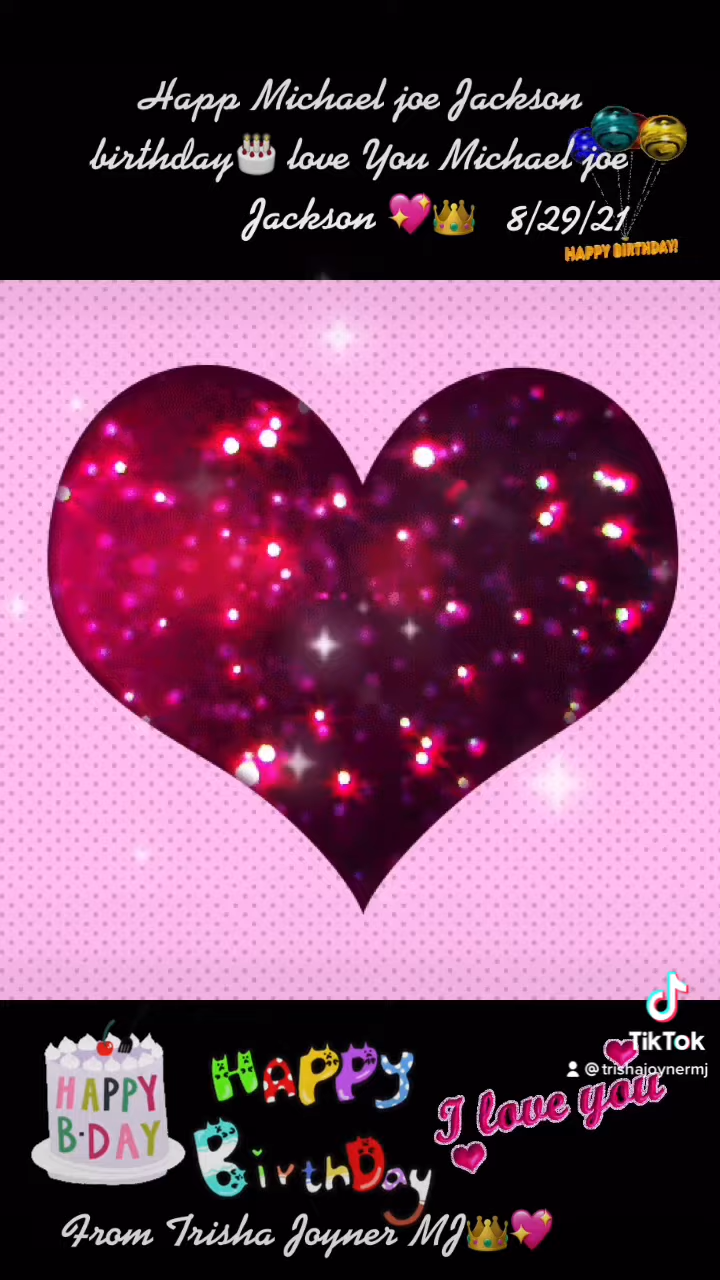 Happ Michael joe Jackson
birthday🎂 love You Michael joe
Jackson 💖👑 8/29/21
HAPPY BIRTHDAY!
TikTok
@trishajoynermj
HAPPY
B·DAY
HAPPY
BirthDay
I love you
From Trisha Joyner MJ👑💖